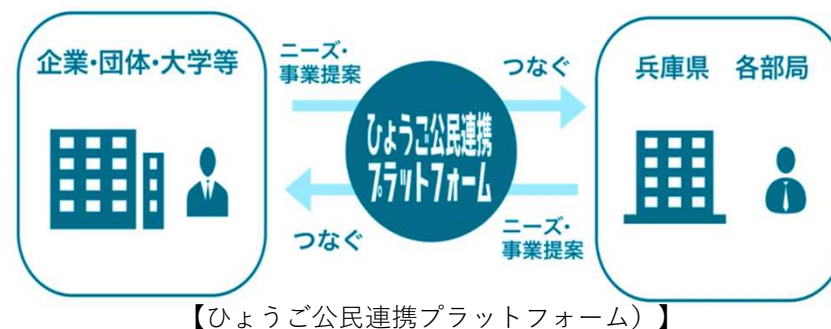 企業・団体・大学等
ニーズ・
事業提案
つなぐ
兵庫県 各部局
ひょうご公民連携
プラットフォーム
つなぐ
ニーズ・
事業提案
【ひょうご公民連携プラットフォーム）】